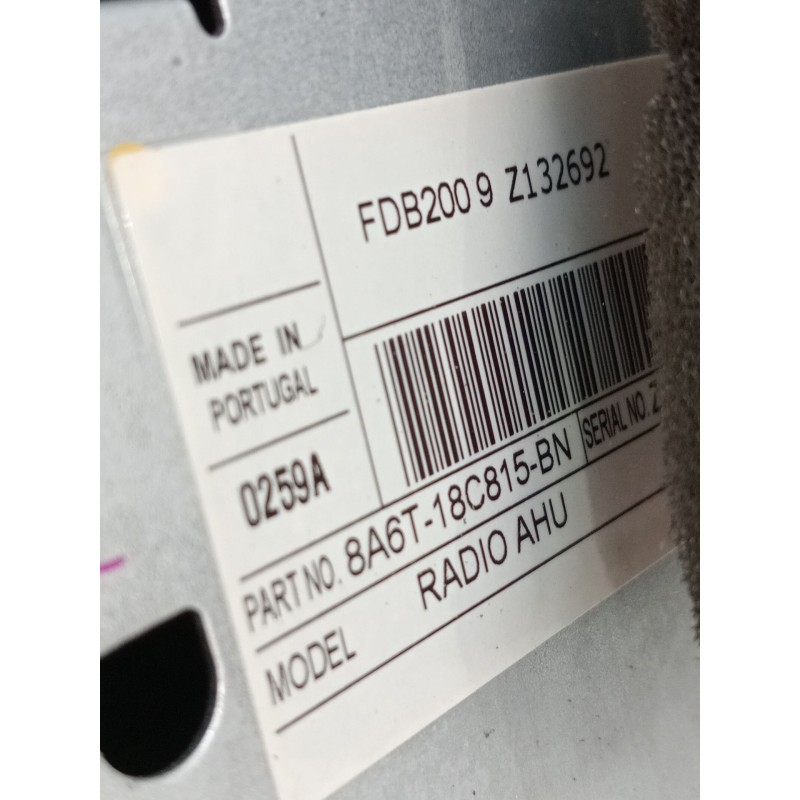 FDB200 9 Z132692
MADE IN
PORTUGAL
0259A
PART NO. 8A6T-18C815-BN SERIAL NO. Z
MODEL RADIO AHU